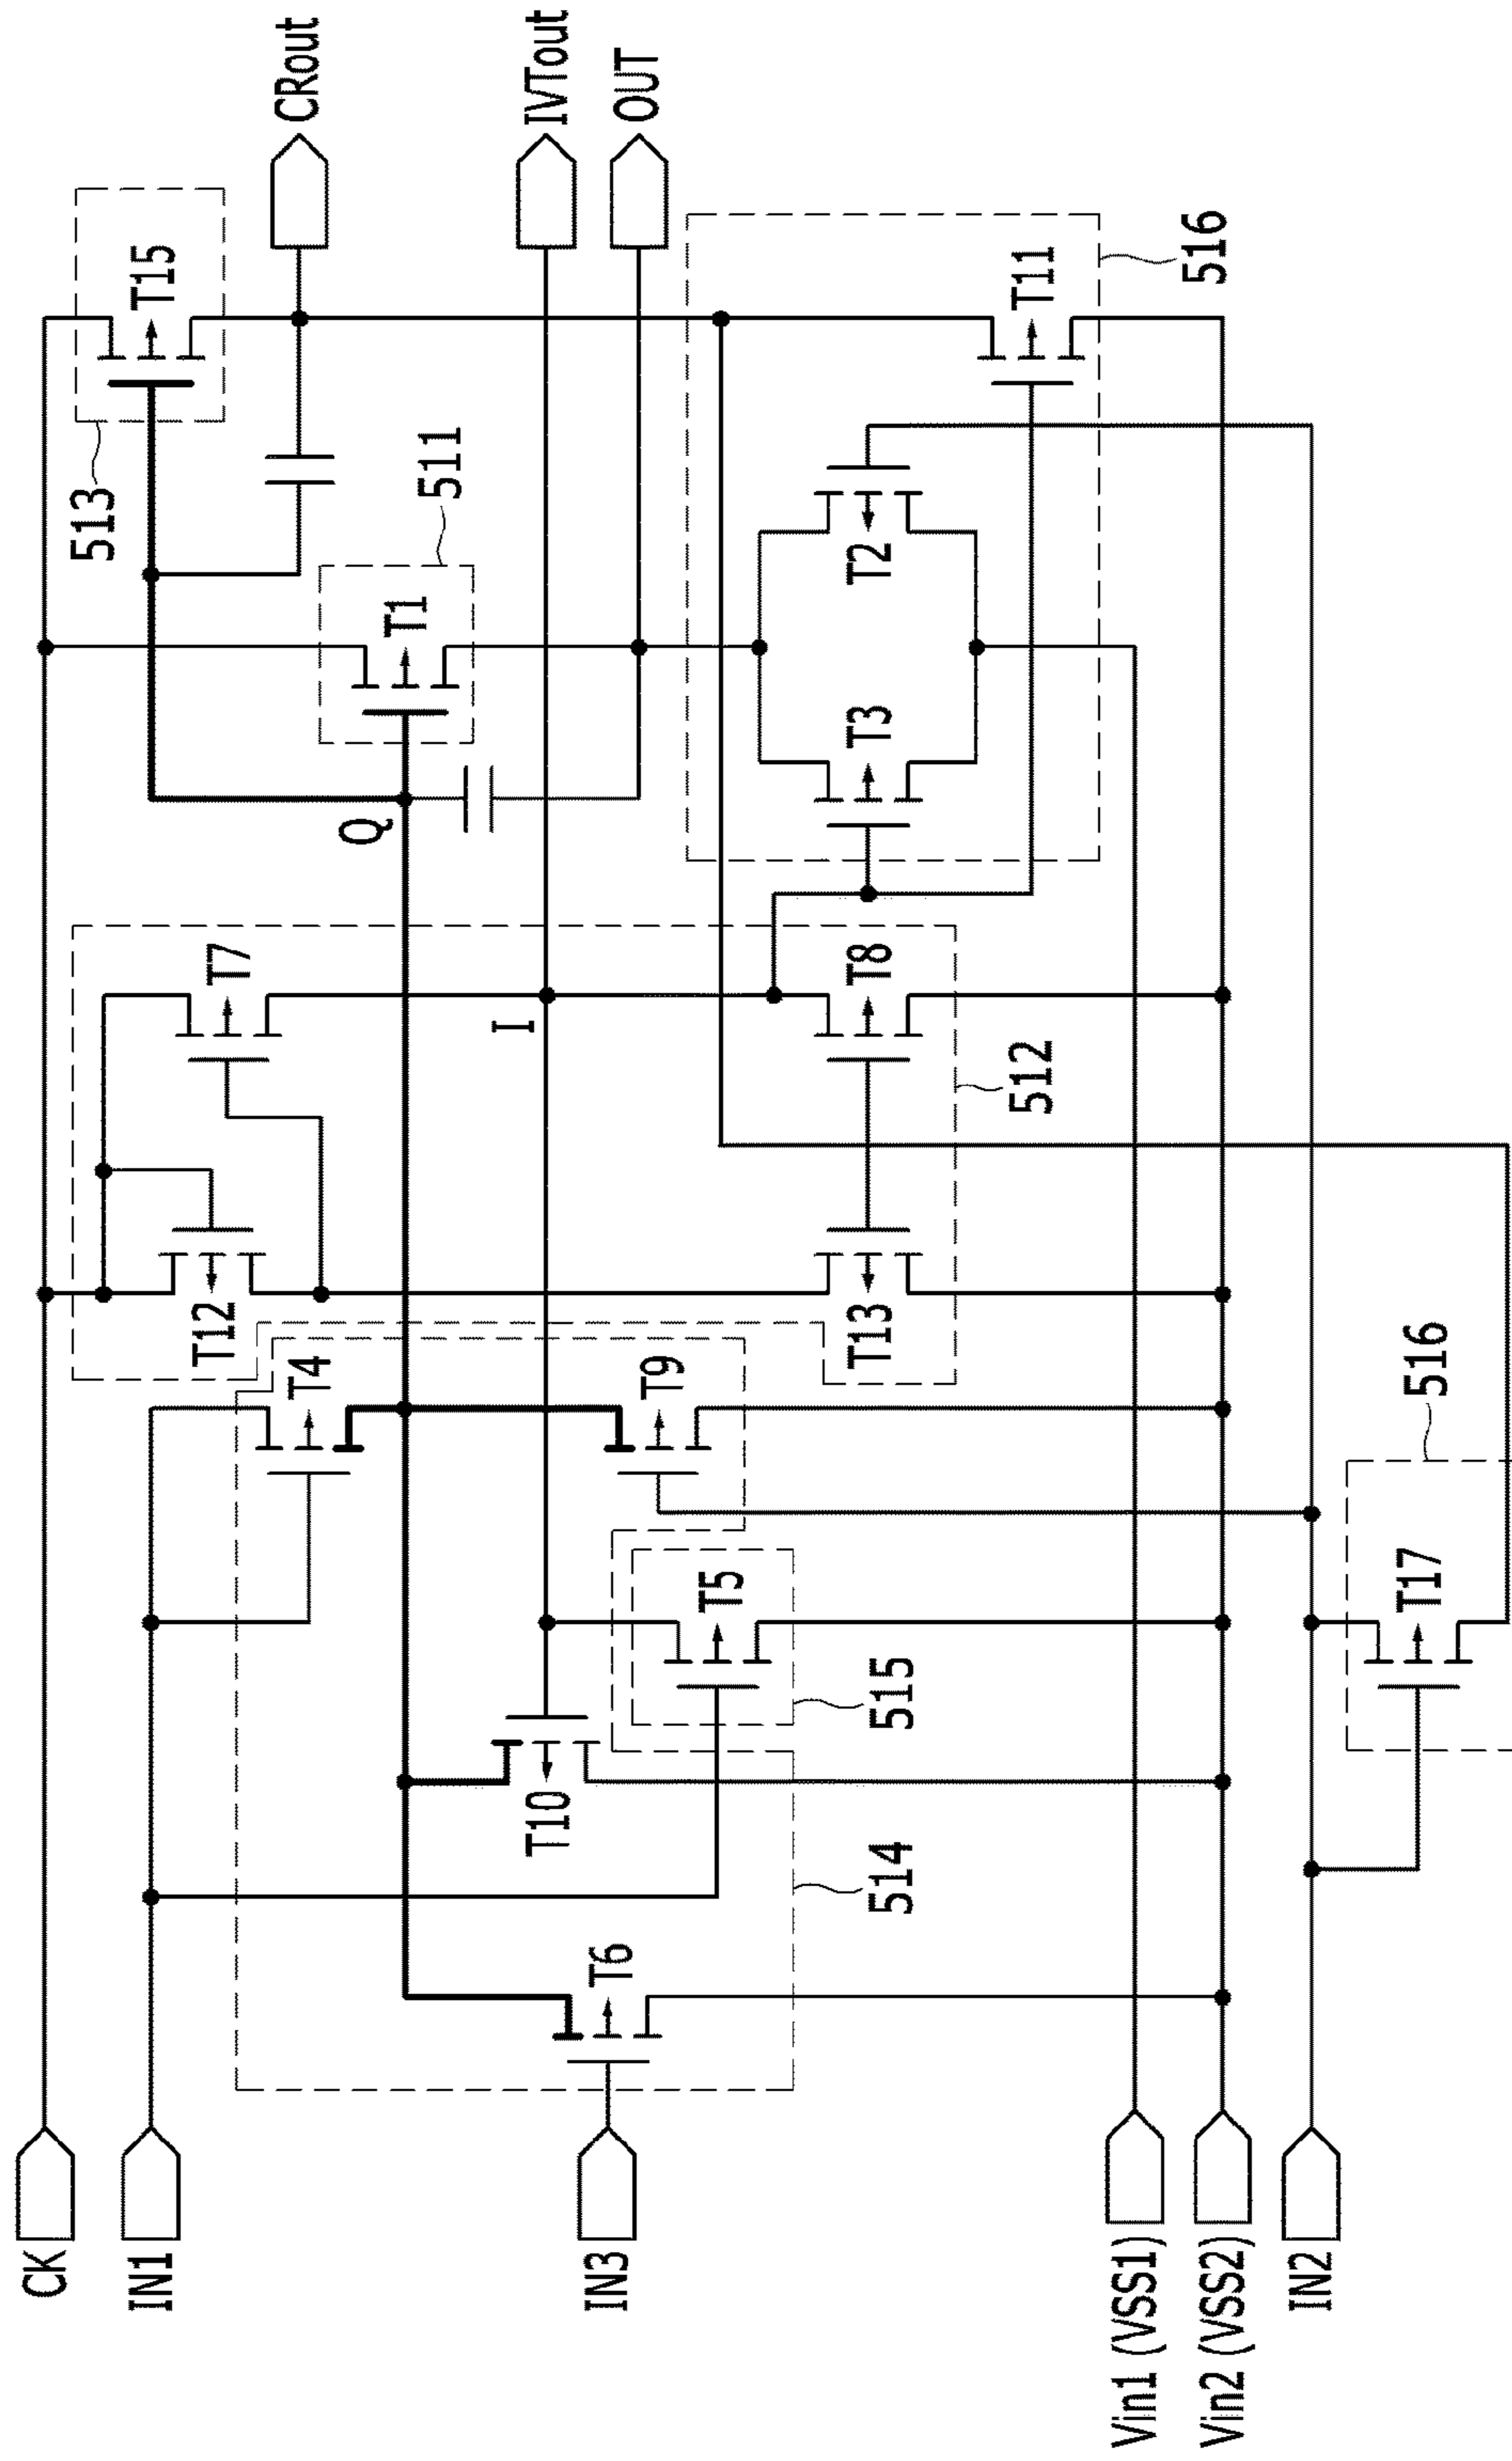 CK
IN1
IN3
Vin1 (VSS1)
Vin2 (VSS2)
IN2
T6
514
T10
515
T5
T17
516
T4
T9
T12
T13
512
T7
I
T8
Q
T3
T1
511
T2
513
T15
T11
516
CRout
IVTout
OUT